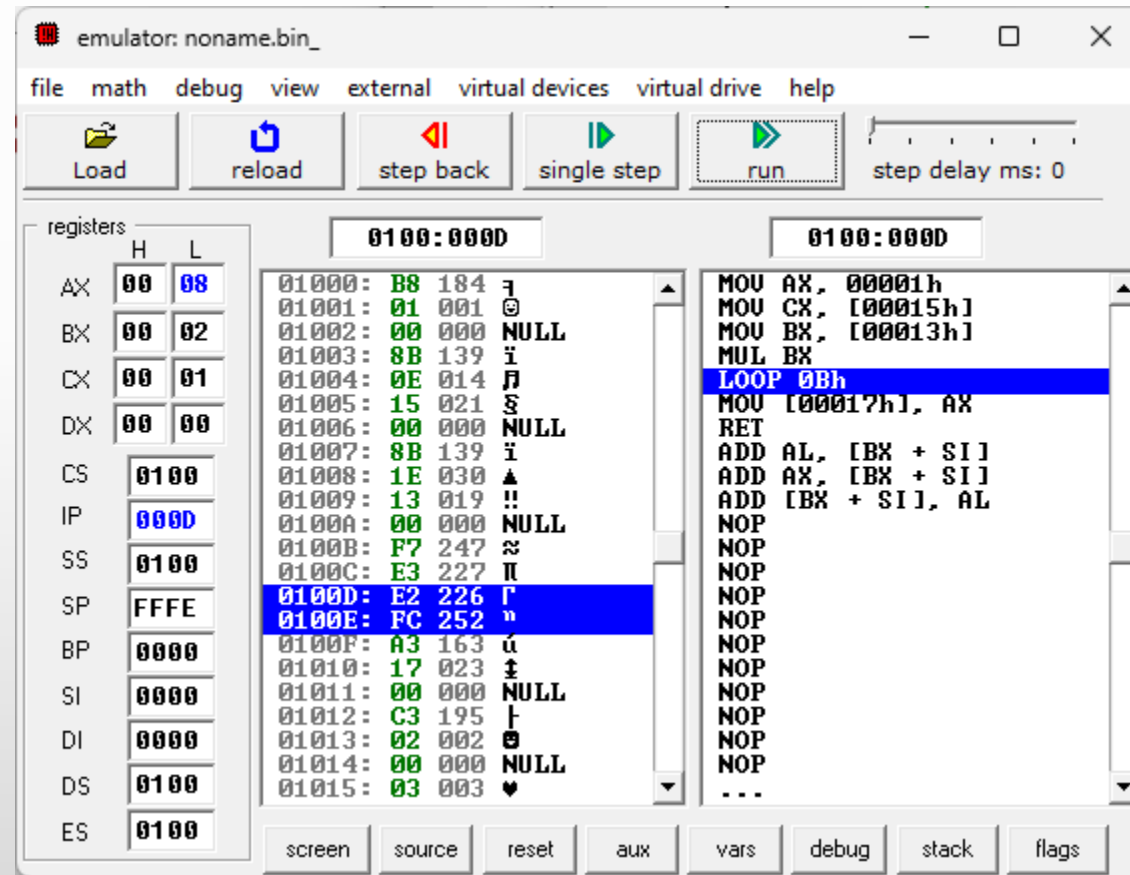 emulator: noname.bin_
file math debug view external virtual devices virtual drive help
Load reload step back single step run step delay ms: 0
registers
H L
AX 00 08
BX 00 02
CX 00 01
DX 00 00
CS 0100
IP 000D
SS 0100
SP FFFE
BP 0000
SI 0000
DI 0000
DS 0100
ES 0100
0100:000D
01000: B8 184 ╕
01001: 01 001 ☺
01002: 00 000 NULL
01003: 8B 139 ï
01004: 0E 014 ♫
01005: 15 021 §
01006: 00 000 NULL
01007: 8B 139 ï
01008: 1E 030 ▲
01009: 13 019 ‼
0100A: 00 000 NULL
0100B: F7 247 ≈
0100C: E3 227 π
0100D: E2 226 Γ
0100E: FC 252 ⁿ
0100F: A3 163 ú
01010: 17 023 ↨
01011: 00 000 NULL
01012: C3 195 ├
01013: 02 002 ☻
01014: 00 000 NULL
01015: 03 003 ♥
0100:000D
MOV AX, 00001h
MOV CX, [00015h]
MOV BX, [00013h]
MUL BX
LOOP 0Bh
MOV [00017h], AX
RET
ADD AL, [BX + SI]
ADD AX, [BX + SI]
ADD [BX + SI], AL
NOP
NOP
NOP
NOP
NOP
NOP
NOP
NOP
NOP
NOP
NOP
...
screen source reset aux vars debug stack flags